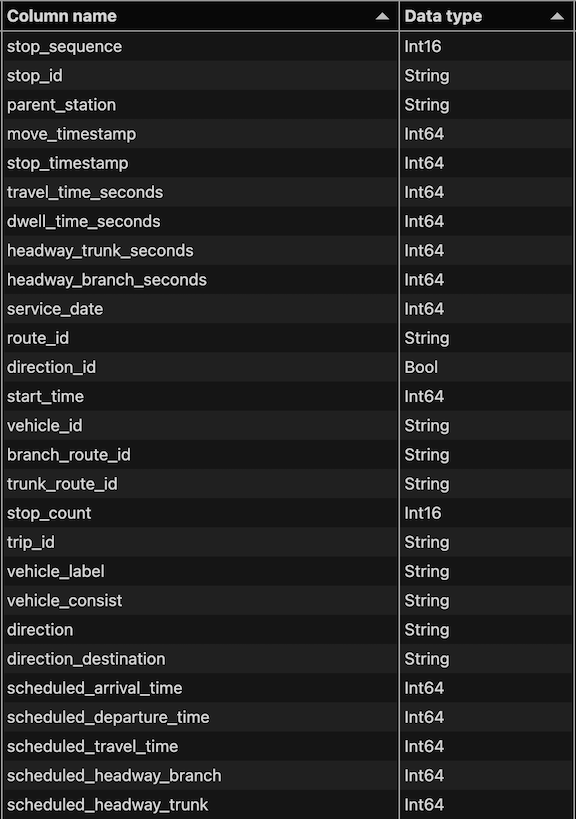 Column name Data type
stop_sequence Int16
stop_id String
parent_station String
move_timestamp Int64
stop_timestamp Int64
travel_time_seconds Int64
dwell_time_seconds Int64
headway_trunk_seconds Int64
headway_branch_seconds Int64
service_date Int64
route_id String
direction_id Bool
start_time Int64
vehicle_id String
branch_route_id String
trunk_route_id String
stop_count Int16
trip_id String
vehicle_label String
vehicle_consist String
direction String
direction_destination String
scheduled_arrival_time Int64
scheduled_departure_time Int64
scheduled_travel_time Int64
scheduled_headway_branch Int64
scheduled_headway_trunk Int64